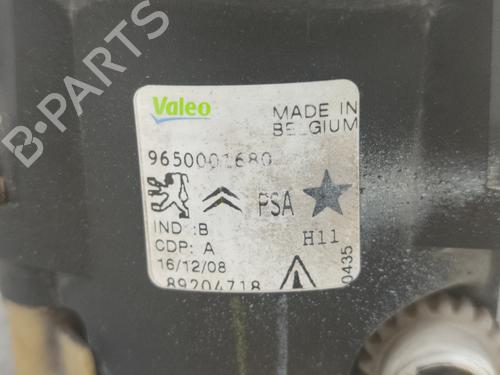 Valeo
MADE IN
BELGIUM
9650001680
PSA
IND :B
H11
CDP: A
16/12/08
0435
89204718
B-PARTS